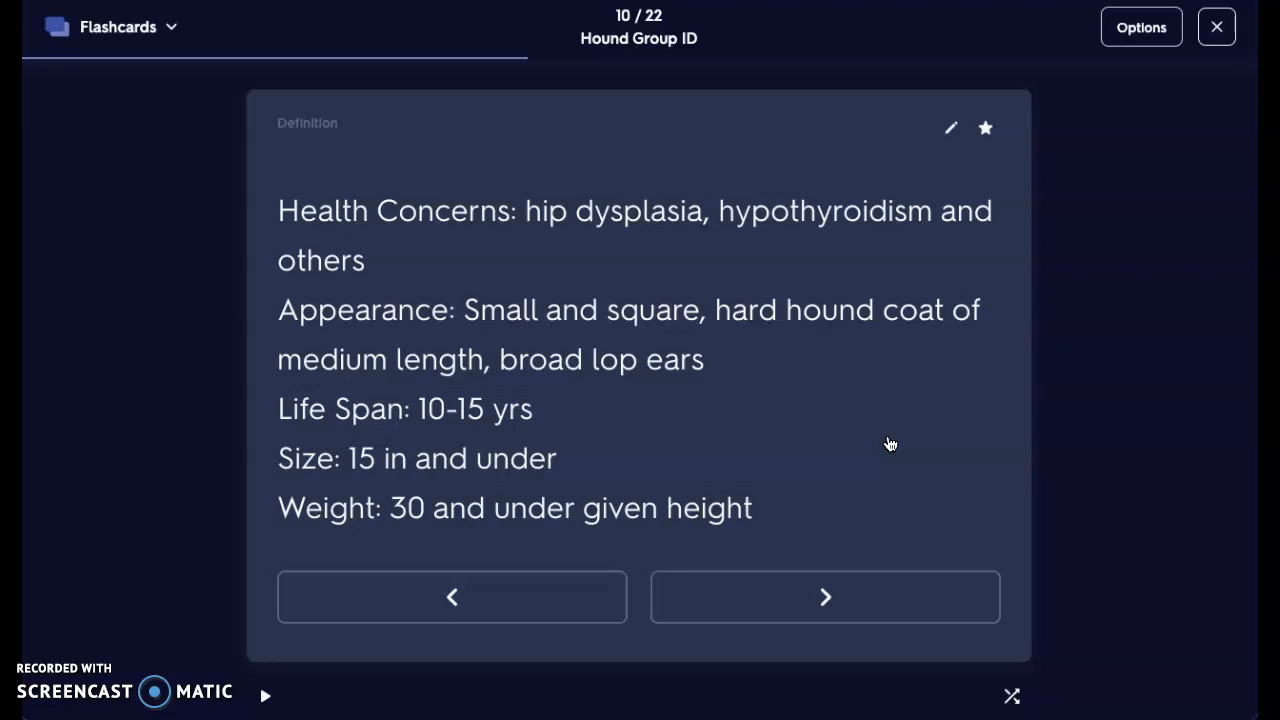 Flashcards
10 / 22
Hound Group ID
Options
Definition
Health Concerns: hip dysplasia, hypothyroidism and
others
Appearance: Small and square, hard hound coat of
medium length, broad lop ears
Life Span: 10-15 yrs
Size: 15 in and under
Weight: 30 and under given height
RECORDED WITH
SCREENCAST MATIC